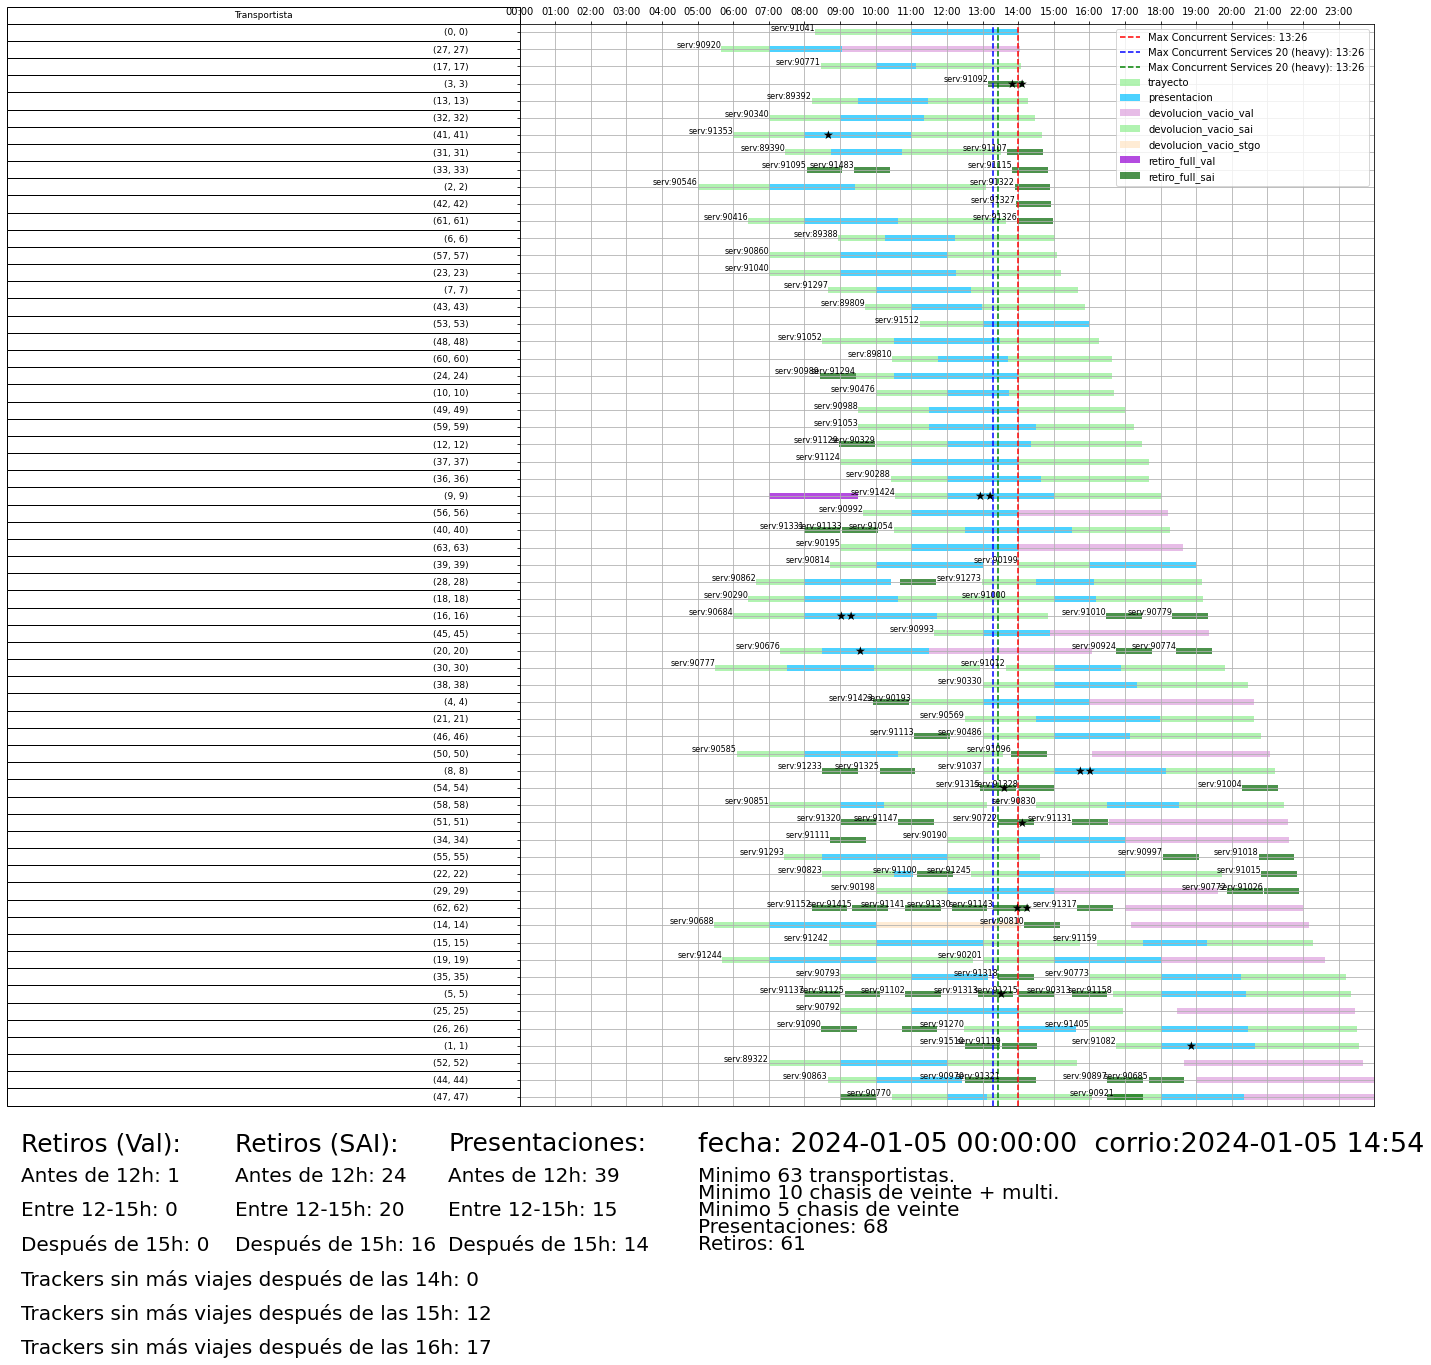 Transportista 00:00 01:00 02:00 03:00 04:00 05:00 06:00 07:00 08:00 09:00 10:00 11:00 12:00 13:00 14:00 15:00 16:00 17:00 18:00 19:00 20:00 21:00 22:00 23:00
(0, 0) serv:91041
(27, 27) serv:90920
(17, 17) serv:90771
(3, 3) serv:91092
(13, 13) serv:89392
(32, 32) serv:90340
(41, 41) serv:91353
(31, 31) serv:89390 serv:91107
(33, 33) serv:91095 serv:91483 serv:91115
(2, 2) serv:90546 serv:91322
(42, 42) serv:91327
(61, 61) serv:90416 serv:91326
(6, 6) serv:89388
(57, 57) serv:90860
(23, 23) serv:91040
(7, 7) serv:91297
(43, 43) serv:89809
(53, 53) serv:91512
(48, 48) serv:91052
(60, 60) serv:89810
(24, 24) serv:90989 serv:91294
(10, 10) serv:90476
(49, 49) serv:90988
(59, 59) serv:91053
(12, 12) serv:91129 serv:90329
(37, 37) serv:91124
(36, 36) serv:90288
(9, 9) serv:91424
(56, 56) serv:90992
(40, 40) serv:91331 serv:91133 serv:91054
(63, 63) serv:90195
(39, 39) serv:90814 serv:90199
(28, 28) serv:90862 serv:91273
(18, 18) serv:90290 serv:91000
(16, 16) serv:90684 serv:91010 serv:90779
(45, 45) serv:90993
(20, 20) serv:90676 serv:90924 serv:90774
(30, 30) serv:90777 serv:91012
(38, 38) serv:90330
(4, 4) serv:91423 serv:90193
(21, 21) serv:90569
(46, 46) serv:91113 serv:90486
(50, 50) serv:90585 serv:91096
(8, 8) serv:91233 serv:91325 serv:91037
(54, 54) serv:91315 serv:91328 serv:91004
(58, 58) serv:90851 serv:90830
(51, 51) serv:91320 serv:91147 serv:90722 serv:91131
(34, 34) serv:91111 serv:90190
(55, 55) serv:91293 serv:90997 serv:91018
(22, 22) serv:90823 serv:91100 serv:91245 serv:91015
(29, 29) serv:90198 serv:90772 serv:91026
(62, 62) serv:91152 serv:91415 serv:91141 serv:91330 serv:91143 serv:91317
(14, 14) serv:90688 serv:90810
(15, 15) serv:91242 serv:91159
(19, 19) serv:91244 serv:90201
(35, 35) serv:90793 serv:91318 serv:90773
(5, 5) serv:91137 serv:91125 serv:91102 serv:91313 serv:91215 serv:90313 serv:91158
(25, 25) serv:90792
(26, 26) serv:91090 serv:91270 serv:91405
(1, 1) serv:91510 serv:91119 serv:91082
(52, 52) serv:89322
(44, 44) serv:90863 serv:90970 serv:91321 serv:90897 serv:90685
(47, 47) serv:90770 serv:90921
Max Concurrent Services: 13:26
Max Concurrent Services 20 (heavy): 13:26
Max Concurrent Services 20 (heavy): 13:26
trayecto
presentacion
devolucion_vacio_val
devolucion_vacio_sai
devolucion_vacio_stgo
retiro_full_val
retiro_full_sai
Retiros (Val):
Antes de 12h: 1
Entre 12-15h: 0
Después de 15h: 0
Retiros (SAI):
Antes de 12h: 24
Entre 12-15h: 20
Después de 15h: 16
Presentaciones:
Antes de 12h: 39
Entre 12-15h: 15
Después de 15h: 14
fecha: 2024-01-05 00:00:00  corrio:2024-01-05 14:54
Minimo 63 transportistas.
Minimo 10 chasis de veinte + multi.
Minimo 5 chasis de veinte
Presentaciones: 68
Retiros: 61
Trackers sin más viajes después de las 14h: 0
Trackers sin más viajes después de las 15h: 12
Trackers sin más viajes después de las 16h: 17